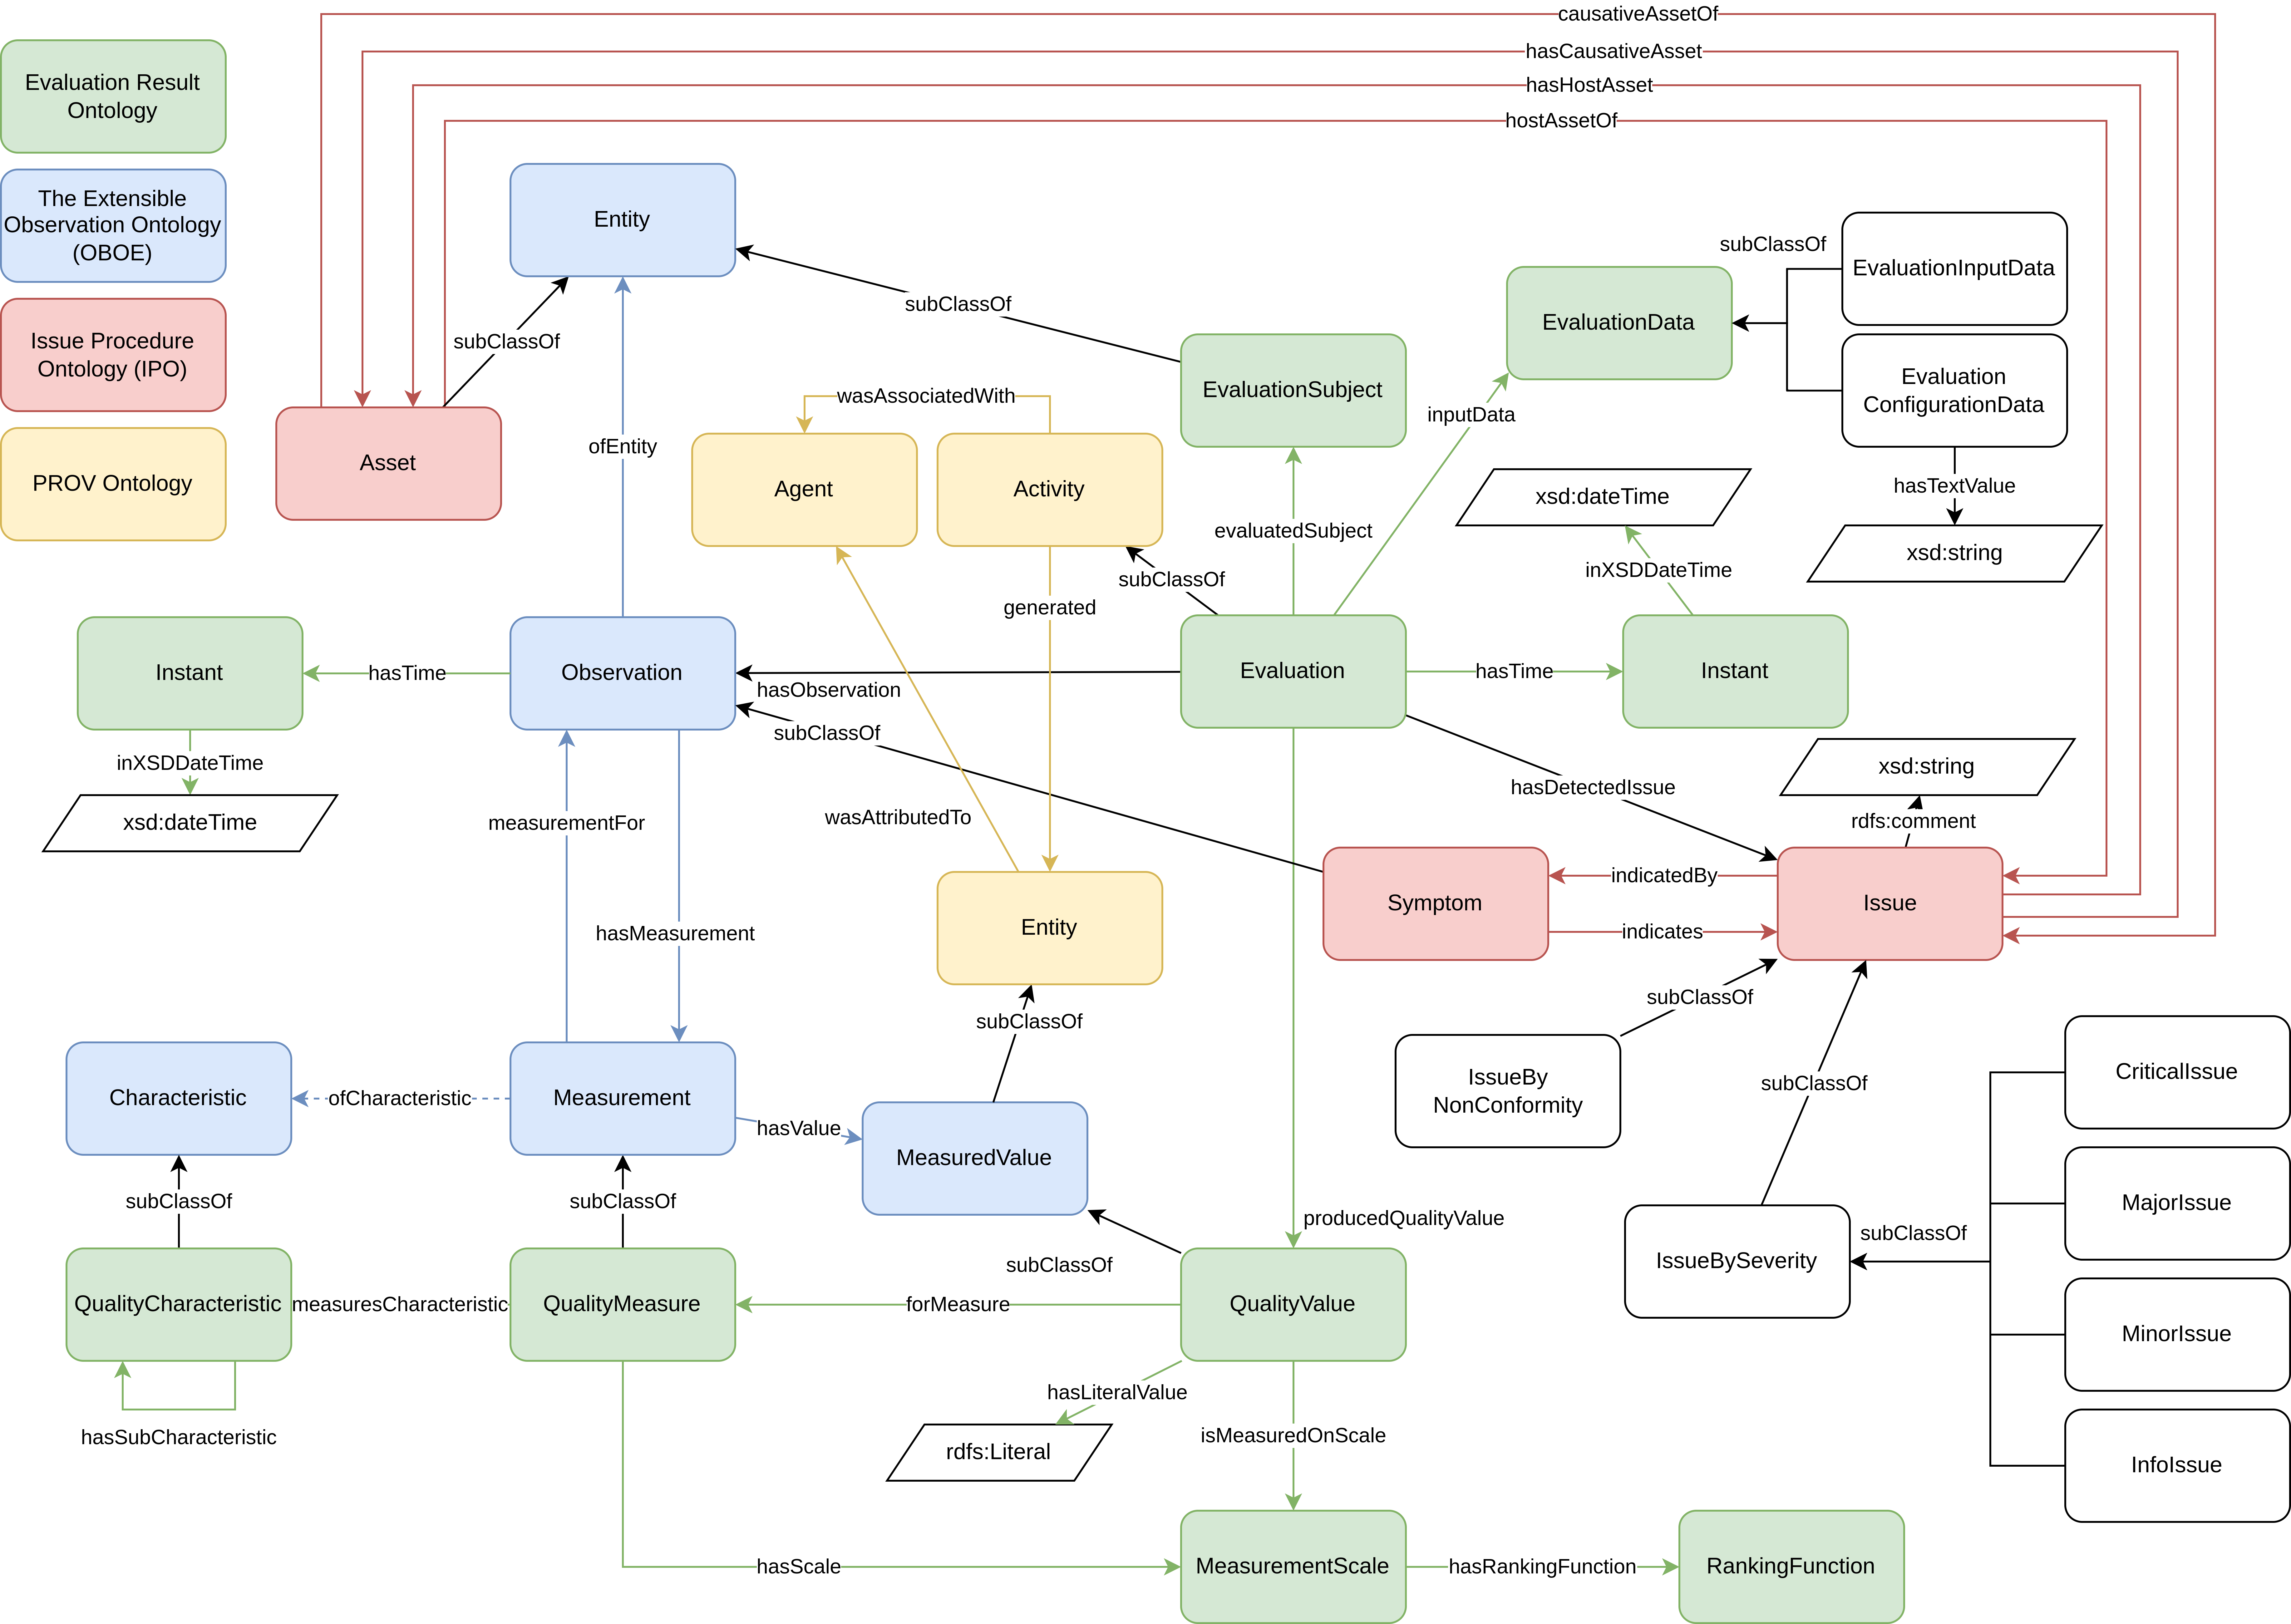 causativeAssetOf
hasCausativeAsset
hasHostAsset
hostAssetOf
Evaluation Result
Ontology
The Extensible
Observation Ontology
(OBOE)
Issue Procedure
Ontology (IPO)
PROV Ontology
Entity
subClassOf
EvaluationInputData
subClassOf
EvaluationData
subClassOf
Evaluation
ConfigurationData
EvaluationSubject
wasAssociatedWith
inputData
ofEntity
Asset
Agent
Activity
hasTextValue
xsd:dateTime
evaluatedSubject
xsd:string
inXSDDateTime
subClassOf
generated
Instant
hasTime
Observation
hasObservation
Evaluation
hasTime
Instant
subClassOf
inXSDDateTime
xsd:string
hasDetectedIssue
xsd:dateTime
measurementFor
wasAttributedTo
rdfs:comment
indicatedBy
Symptom
Issue
hasMeasurement
Entity
indicates
subClassOf
subClassOf
IssueBy
NonConformity
subClassOf
CriticalIssue
Characteristic
ofCharacteristic
Measurement
hasValue
MeasuredValue
subClassOf
subClassOf
MajorIssue
producedQualityValue
subClassOf
subClassOf
IssueBySeverity
QualityCharacteristic
measuresCharacteristic
QualityMeasure
forMeasure
QualityValue
MinorIssue
hasLiteralValue
hasSubCharacteristic
isMeasuredOnScale
rdfs:Literal
InfoIssue
hasScale
MeasurementScale
hasRankingFunction
RankingFunction